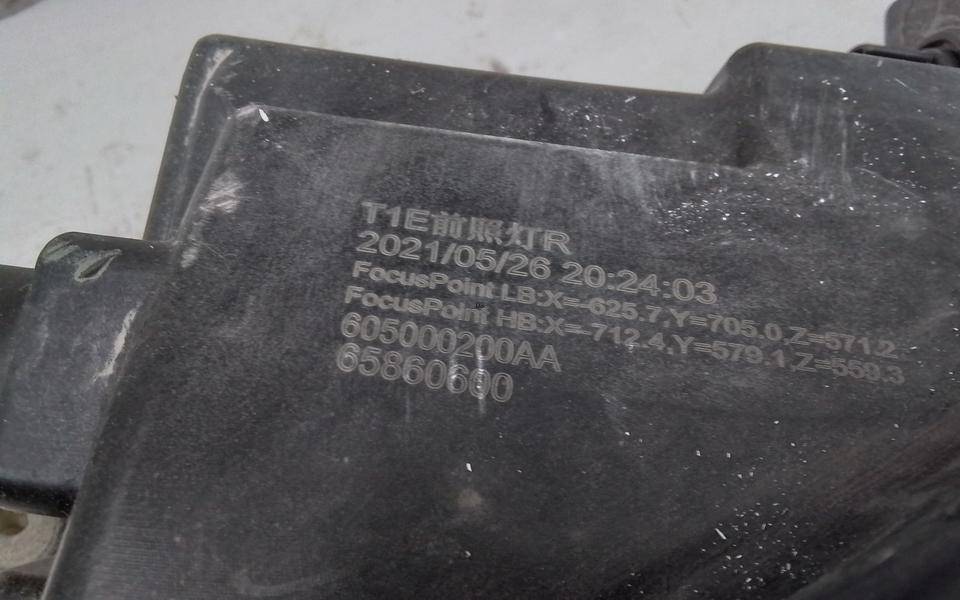 T1E前照灯R
2021/05/26 20:24:03
FocusPoint LB:X=-625.7,Y=705.0,Z=571.2
FocusPoint HB:X=-712.4,Y=579.1,Z=559.3
605000200AA
65860600